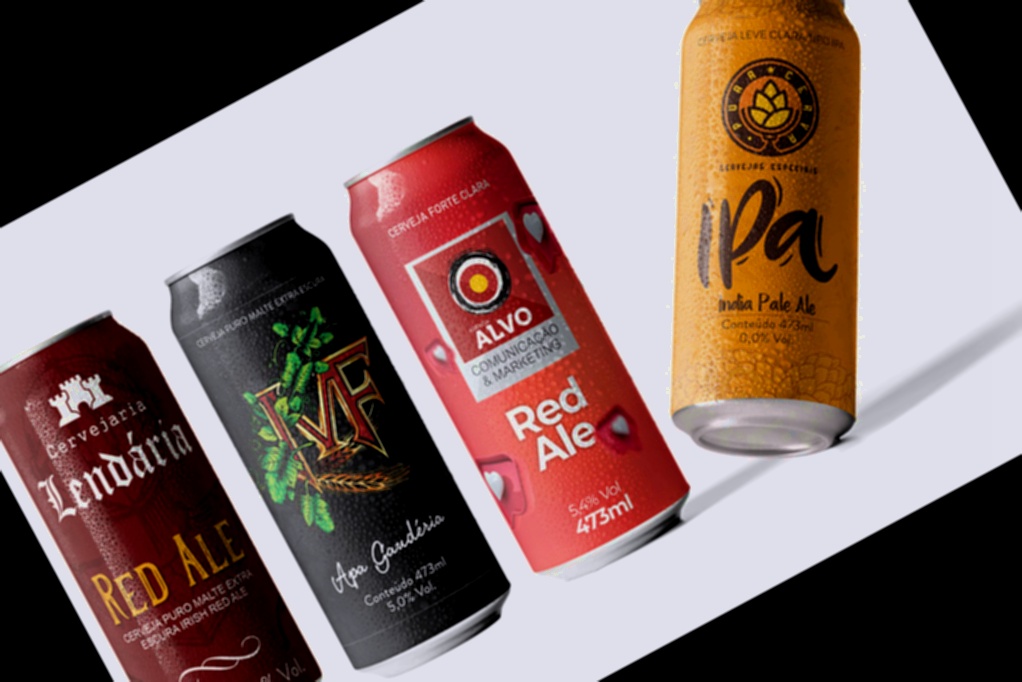 Cervejaria
Lendária
RED ALE
CERVEJA PURO MALTE EXTRA
ESCURA IRISH RED ALE
Vol.
CERVEJA PURO MALTE EXTRA ESCURA
Apa Gaudéria
Conteúdo 473ml
5,0% Vol.
CERVEJA FORTE CLARA
ALVO
COMUNICAÇÃO
& MARKETING
Red
Ale
5,4% Vol
473ml
CERVEJA LEVE CLARA
PURA CERVA
CERVEJAS ESPECIAIS
IPA
India Pale Ale
Conteúdo 473ml
0,0% Vol.